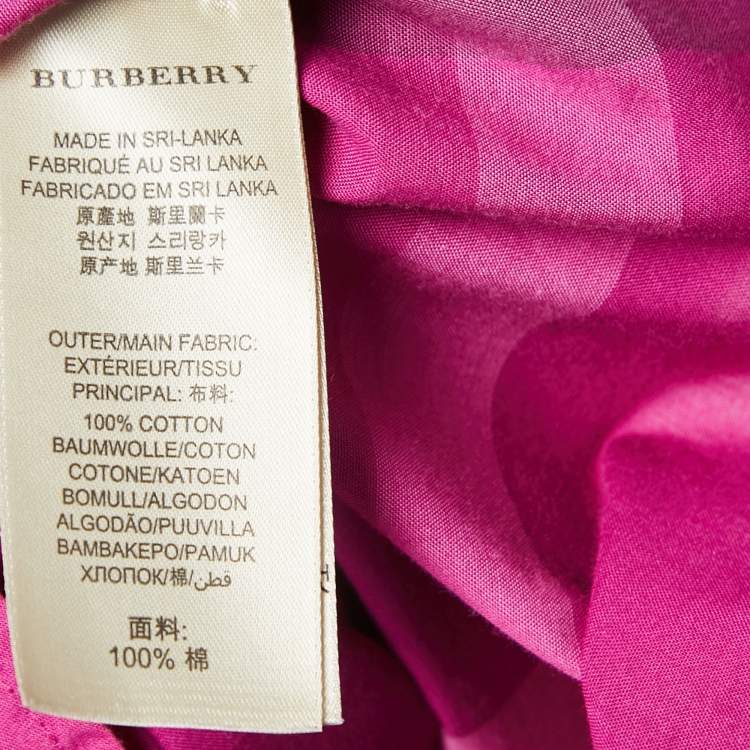 BURBERRY
MADE IN SRI-LANKA
FABRIQUÉ AU SRI LANKA
FABRICADO EM SRI LANKA
原產地 斯里蘭卡
원산지 스리랑카
原产地 斯里兰卡
OUTER/MAIN FABRIC:
EXTÉRIEUR/TISSU
PRINCIPAL: 布料:
100% COTTON
BAUMWOLLE/COTON
COTONE/KATOEN
BOMULL/ALGODON
ALGODÃO/PUUVILLA
BAMBAKEPO/PAMUK
ХЛОПОК/棉/قطن
面料:
100% 棉